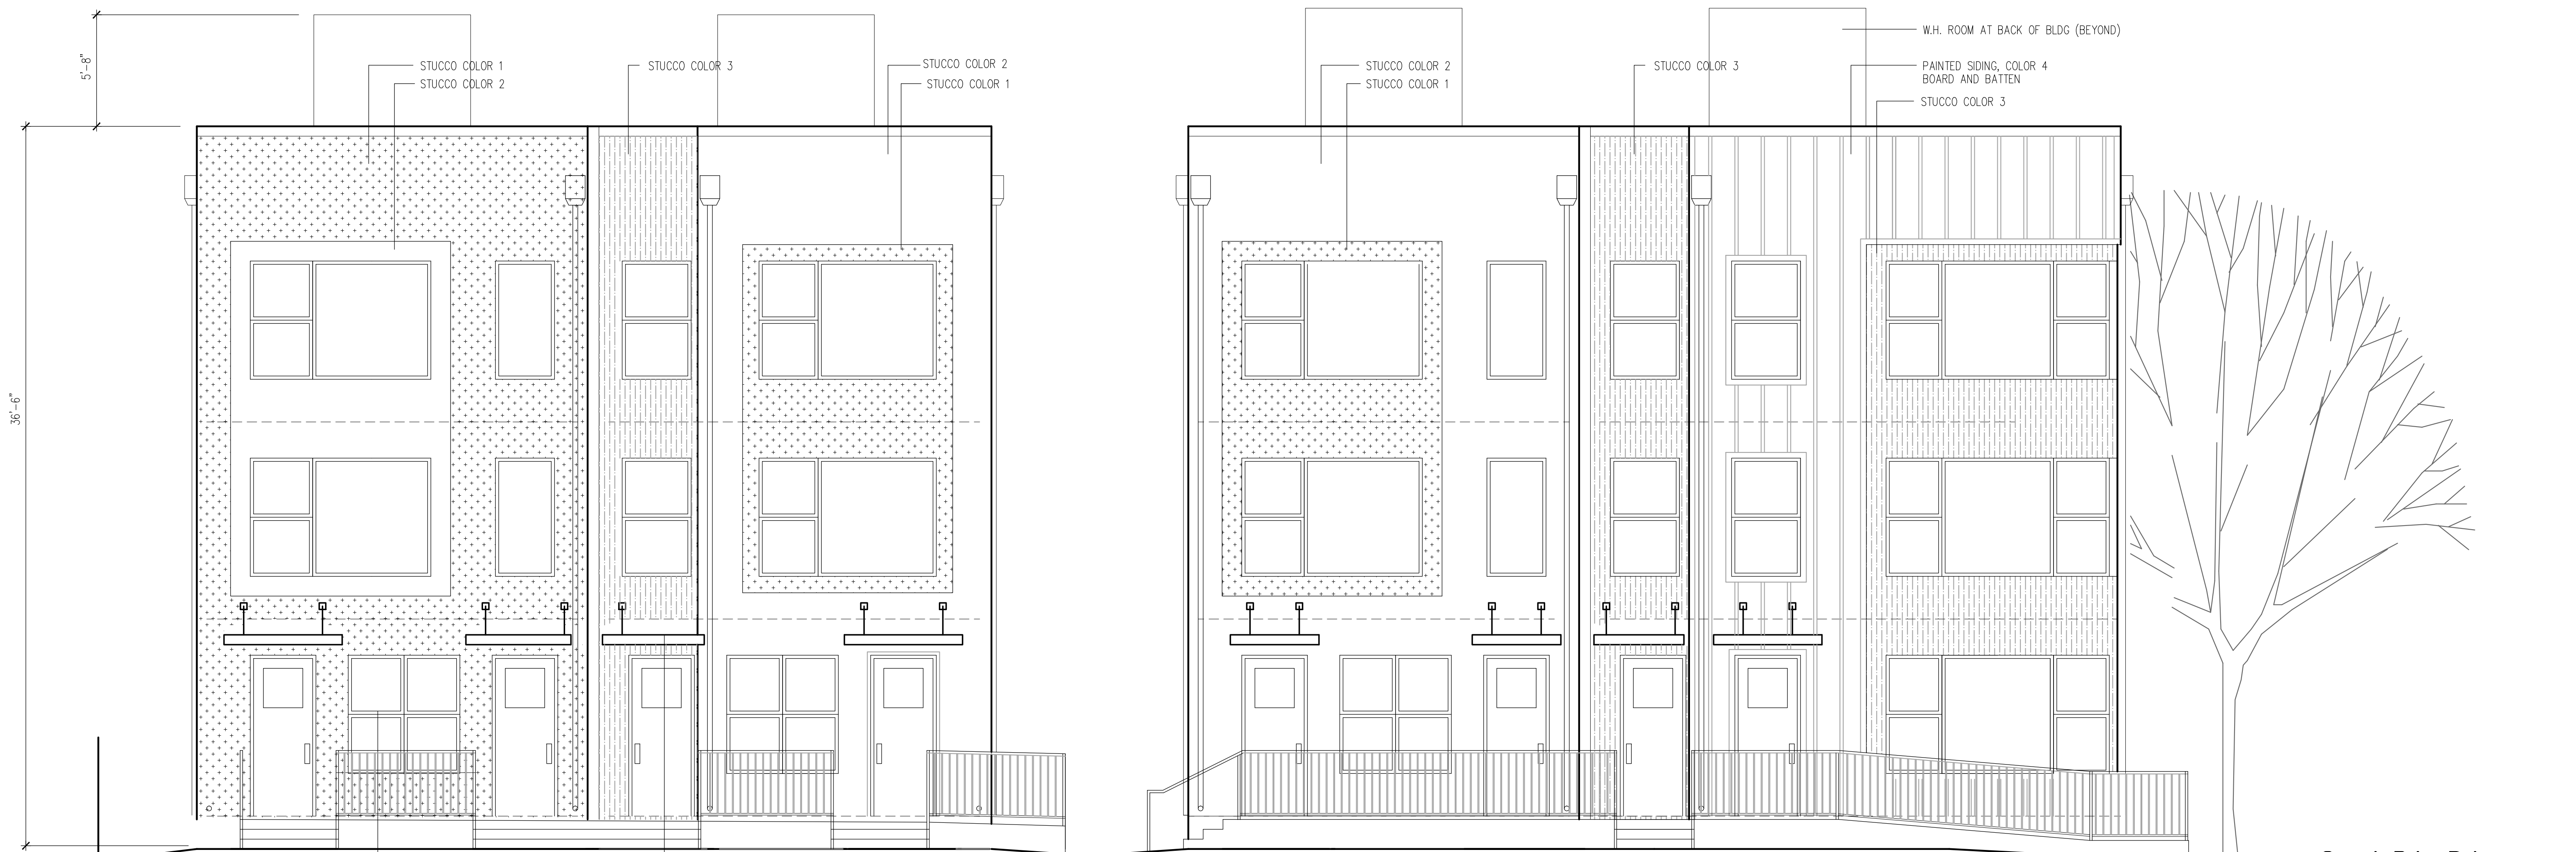 5'-8"
36'-6"
STUCCO COLOR 1
STUCCO COLOR 2
STUCCO COLOR 3
STUCCO COLOR 2
STUCCO COLOR 1
STUCCO COLOR 2
STUCCO COLOR 1
STUCCO COLOR 3
W.H. ROOM AT BACK OF BLDG (BEYOND)
PAINTED SIDING, COLOR 4
BOARD AND BATTEN
STUCCO COLOR 3